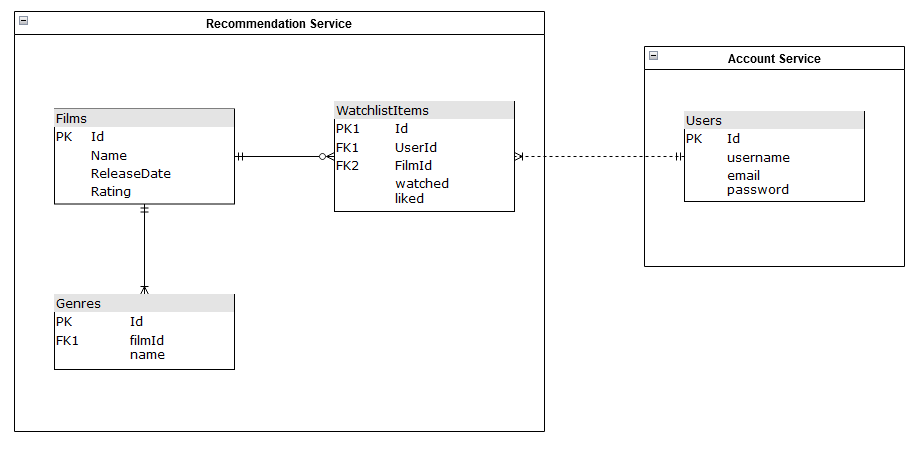 Recommendation Service
Account Service
Films
PK Id
Name
ReleaseDate
Rating
WatchlistItems
PK1 Id
FK1 UserId
FK2 FilmId
watched
liked
Users
PK Id
username
email
password
Genres
PK Id
FK1 filmId
name